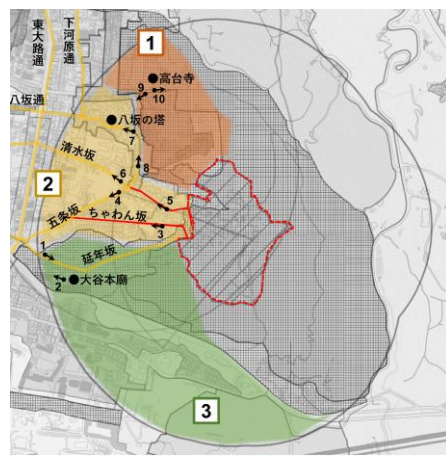 東大路通
下河原通
1
高台寺
9
10
八坂通
八坂の塔
7
清水坂
8
2
6
4
5
五条坂
ちゃわん坂
3
1
延年坂
2
大谷本廟
3